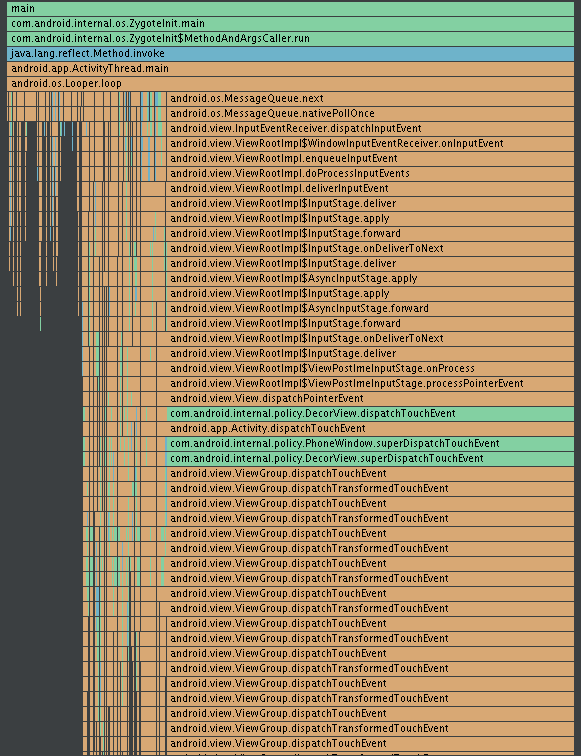 main
com.android.internal.os.ZygoteInit.main
com.android.internal.os.ZygoteInit$MethodAndArgsCaller.run
java.lang.reflect.Method.invoke
android.app.ActivityThread.main
android.os.Looper.loop
android.os.MessageQueue.next
android.os.MessageQueue.nativePollOnce
android.view.InputEventReceiver.dispatchInputEvent
android.view.ViewRootImpl$WindowInputEventReceiver.onInputEvent
android.view.ViewRootImpl.enqueueInputEvent
android.view.ViewRootImpl.doProcessInputEvents
android.view.ViewRootImpl.deliverInputEvent
android.view.ViewRootImpl$InputStage.deliver
android.view.ViewRootImpl$InputStage.apply
android.view.ViewRootImpl$InputStage.forward
android.view.ViewRootImpl$InputStage.onDeliverToNext
android.view.ViewRootImpl$InputStage.deliver
android.view.ViewRootImpl$AsyncInputStage.apply
android.view.ViewRootImpl$InputStage.apply
android.view.ViewRootImpl$AsyncInputStage.forward
android.view.ViewRootImpl$InputStage.forward
android.view.ViewRootImpl$InputStage.onDeliverToNext
android.view.ViewRootImpl$InputStage.deliver
android.view.ViewRootImpl$ViewPostImeInputStage.onProcess
android.view.ViewRootImpl$ViewPostImeInputStage.processPointerEvent
android.view.View.dispatchPointerEvent
com.android.internal.policy.DecorView.dispatchTouchEvent
android.app.Activity.dispatchTouchEvent
com.android.internal.policy.PhoneWindow.superDispatchTouchEvent
com.android.internal.policy.DecorView.superDispatchTouchEvent
android.view.ViewGroup.dispatchTouchEvent
android.view.ViewGroup.dispatchTransformedTouchEvent
android.view.ViewGroup.dispatchTouchEvent
android.view.ViewGroup.dispatchTransformedTouchEvent
android.view.ViewGroup.dispatchTouchEvent
android.view.ViewGroup.dispatchTransformedTouchEvent
android.view.ViewGroup.dispatchTouchEvent
android.view.ViewGroup.dispatchTransformedTouchEvent
android.view.ViewGroup.dispatchTouchEvent
android.view.ViewGroup.dispatchTransformedTouchEvent
android.view.ViewGroup.dispatchTouchEvent
android.view.ViewGroup.dispatchTransformedTouchEvent
android.view.ViewGroup.dispatchTouchEvent
android.view.ViewGroup.dispatchTransformedTouchEvent
android.view.ViewGroup.dispatchTouchEvent
android.view.ViewGroup.dispatchTransformedTouchEvent
android.view.ViewGroup.dispatchTouchEvent
android.view.ViewGroup.dispatchTransformedTouchEvent
android.view.ViewGroup.dispatchTouchEvent